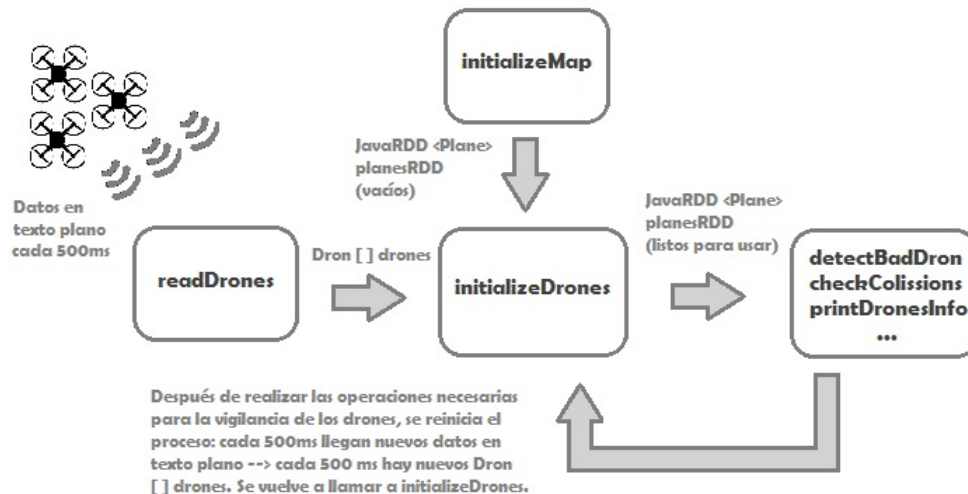 initializeMap
JavaRDD <Plane>
planesRDD
(vacíos)
Datos en
texto plano
cada 500ms
readDrones
Dron [ ] drones
initializeDrones
JavaRDD <Plane>
planesRDD
(listos para usar)
detectBadDron
checkColissions
printDronesInfo
...
Después de realizar las operaciones necesarias
para la vigilancia de los drones, se reinicia el
proceso: cada 500ms llegan nuevos datos en
texto plano --> cada 500 ms hay nuevos Dron
[ ] drones. Se vuelve a llamar a initializeDrones.